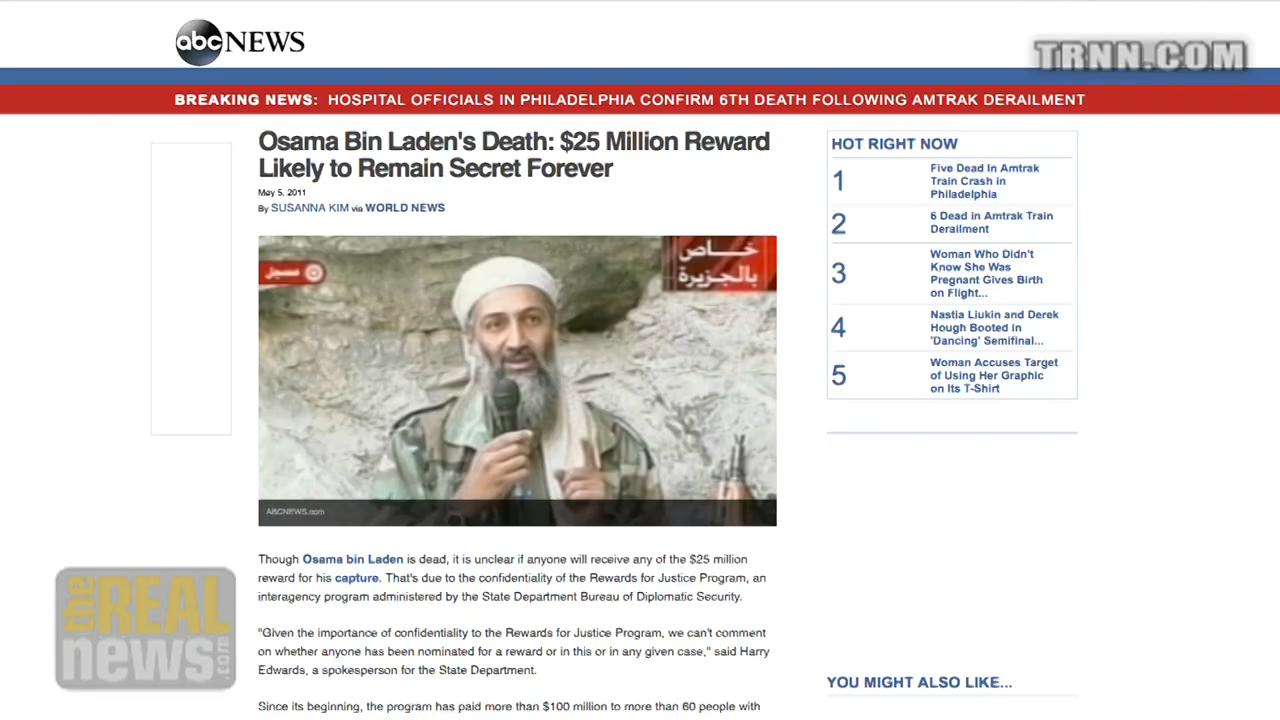 abc NEWS
TRNN.COM
BREAKING NEWS: HOSPITAL OFFICIALS IN PHILADELPHIA CONFIRM 6TH DEATH FOLLOWING AMTRAK DERAILMENT
Osama Bin Laden's Death: $25 Million Reward
Likely to Remain Secret Forever
May 5, 2011
By SUSANNA KIM via WORLD NEWS
خاص
بالجزيرة
مسجل
ABCNEWS.com
Though Osama bin Laden is dead, it is unclear if anyone will receive any of the $25 million
reward for his capture. That's due to the confidentiality of the Rewards for Justice Program, an
interagency program administered by the State Department Bureau of Diplomatic Security.
"Given the importance of confidentiality to the Rewards for Justice Program, we can't comment
on whether anyone has been nominated for a reward or in this or in any given case," said Harry
Edwards, a spokesperson for the State Department.
Since its beginning, the program has paid more than $100 million to more than 60 people with
HOT RIGHT NOW
1
Five Dead In Amtrak
Train Crash in
Philadelphia
2
6 Dead in Amtrak Train
Derailment
3
Woman Who Didn't
Know She Was
Pregnant Gives Birth
on Flight...
4
Nastia Liukin and Derek
Hough Booted in
'Dancing' Semifinal...
5
Woman Accuses Target
of Using Her Graphic
on Its T-Shirt
YOU MIGHT ALSO LIKE...
the REAL
news.com